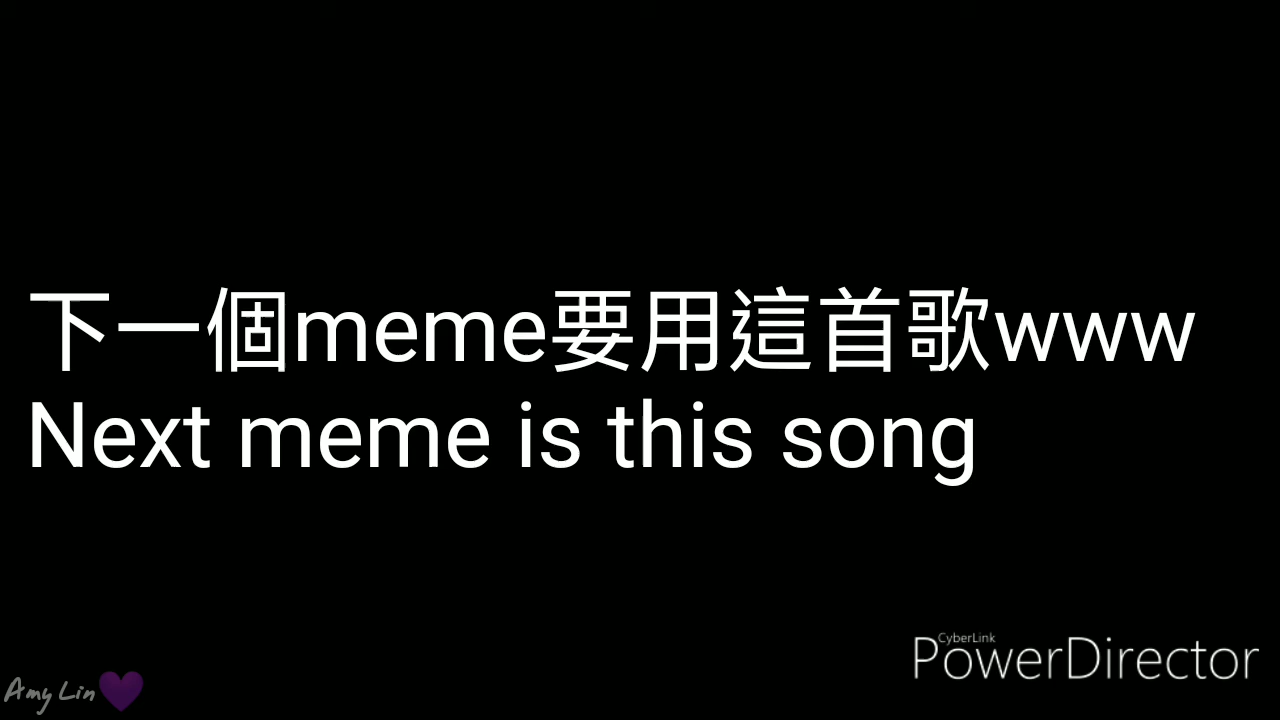 下一個meme要用這首歌www
Next meme is this song
CyberLink
PowerDirector
Amy Lin💜